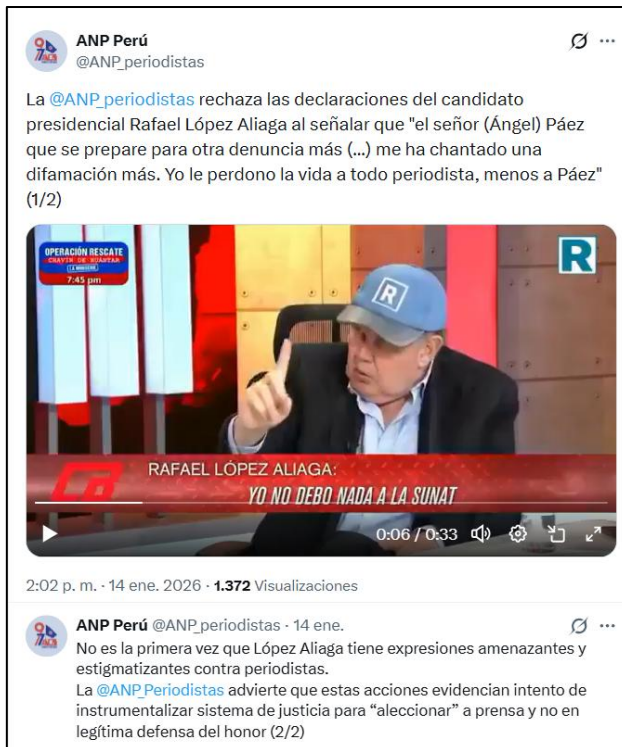 ANP Perú
@ANP_periodistas
La @ANP_periodistas rechaza las declaraciones del candidato
presidencial Rafael López Aliaga al señalar que "el señor (Ángel) Páez
que se prepare para otra denuncia más (...) me ha chantado una
difamación más. Yo le perdono la vida a todo periodista, menos a Páez"
(1/2)
OPERACIÓN RESCATE
CHAVÍN DE HUÁNTAR
LA MINISERIE
7:45 pm
R
R
RAFAEL LÓPEZ ALIAGA:
YO NO DEBO NADA A LA SUNAT
0:06 / 0:33
2:02 p. m. · 14 ene. 2026 · 1.372 Visualizaciones
ANP Perú @ANP_periodistas · 14 ene.
No es la primera vez que López Aliaga tiene expresiones amenazantes y
estigmatizantes contra periodistas.
La @ANP_Periodistas advierte que estas acciones evidencian intento de
instrumentalizar sistema de justicia para “aleccionar” a prensa y no en
legítima defensa del honor (2/2)